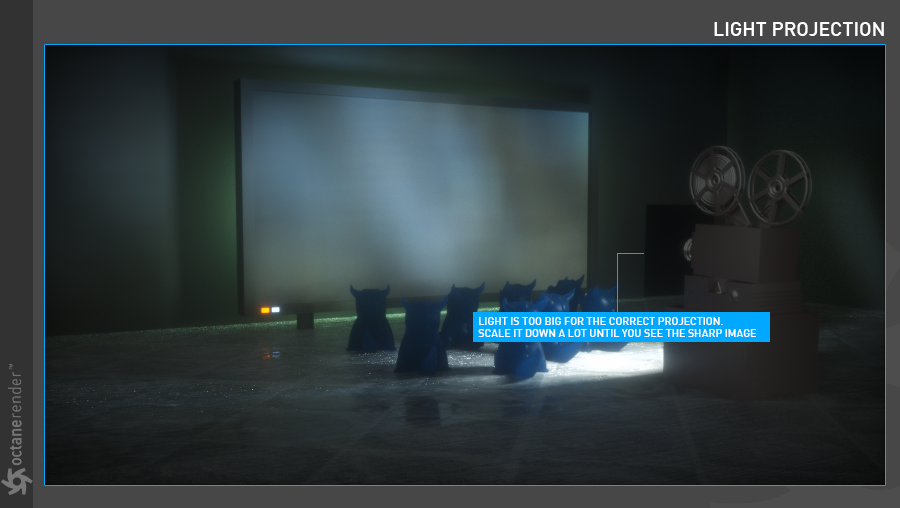 LIGHT PROJECTION
LIGHT IS TOO BIG FOR THE CORRECT PROJECTION.
SCALE IT DOWN A LOT UNTIL YOU SEE THE SHARP IMAGE
octanerender™